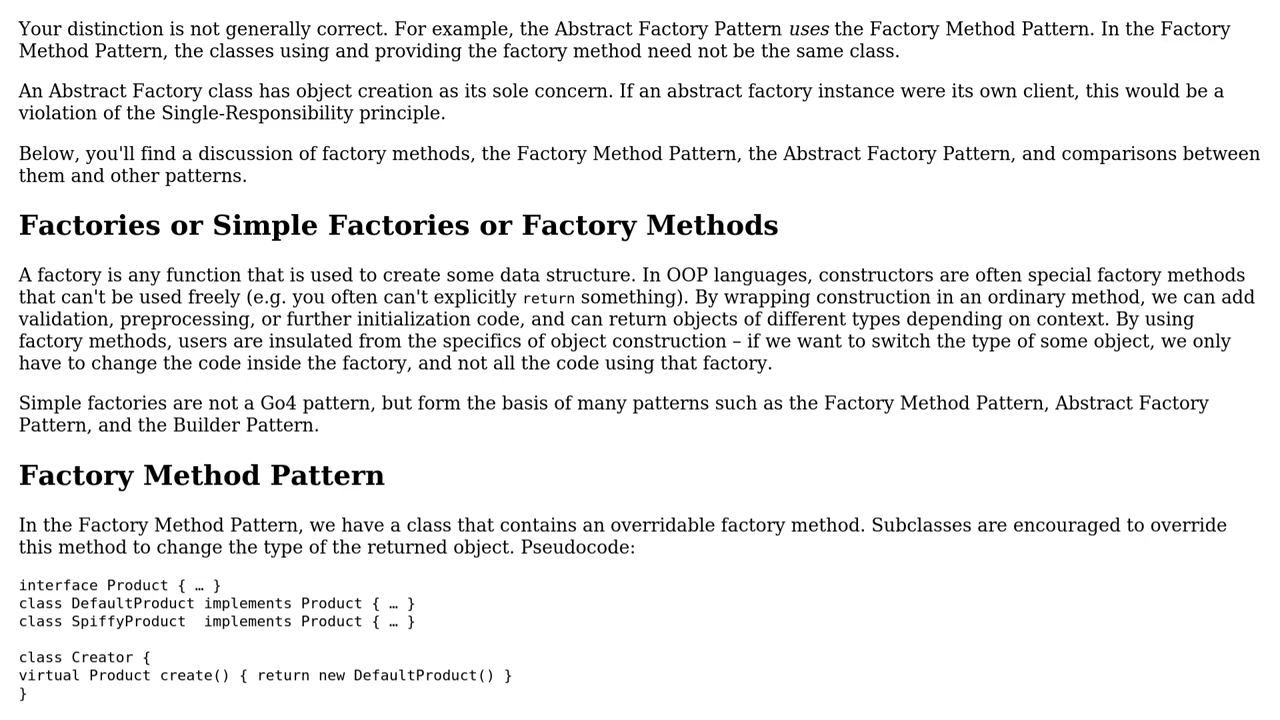 Your distinction is not generally correct. For example, the Abstract Factory Pattern uses the Factory Method Pattern. In the Factory
Method Pattern, the classes using and providing the factory method need not be the same class.
An Abstract Factory class has object creation as its sole concern. If an abstract factory instance were its own client, this would be a
violation of the Single-Responsibility principle.
Below, you'll find a discussion of factory methods, the Factory Method Pattern, the Abstract Factory Pattern, and comparisons between
them and other patterns.
Factories or Simple Factories or Factory Methods
A factory is any function that is used to create some data structure. In OOP languages, constructors are often special factory methods
that can't be used freely (e.g. you often can't explicitly return something). By wrapping construction in an ordinary method, we can add
validation, preprocessing, or further initialization code, and can return objects of different types depending on context. By using
factory methods, users are insulated from the specifics of object construction – if we want to switch the type of some object, we only
have to change the code inside the factory, and not all the code using that factory.
Simple factories are not a Go4 pattern, but form the basis of many patterns such as the Factory Method Pattern, Abstract Factory
Pattern, and the Builder Pattern.
Factory Method Pattern
In the Factory Method Pattern, we have a class that contains an overridable factory method. Subclasses are encouraged to override
this method to change the type of the returned object. Pseudocode:
interface Product { … }
class DefaultProduct implements Product { … }
class SpiffyProduct  implements Product { … }
class Creator {
virtual Product create() { return new DefaultProduct() }
}